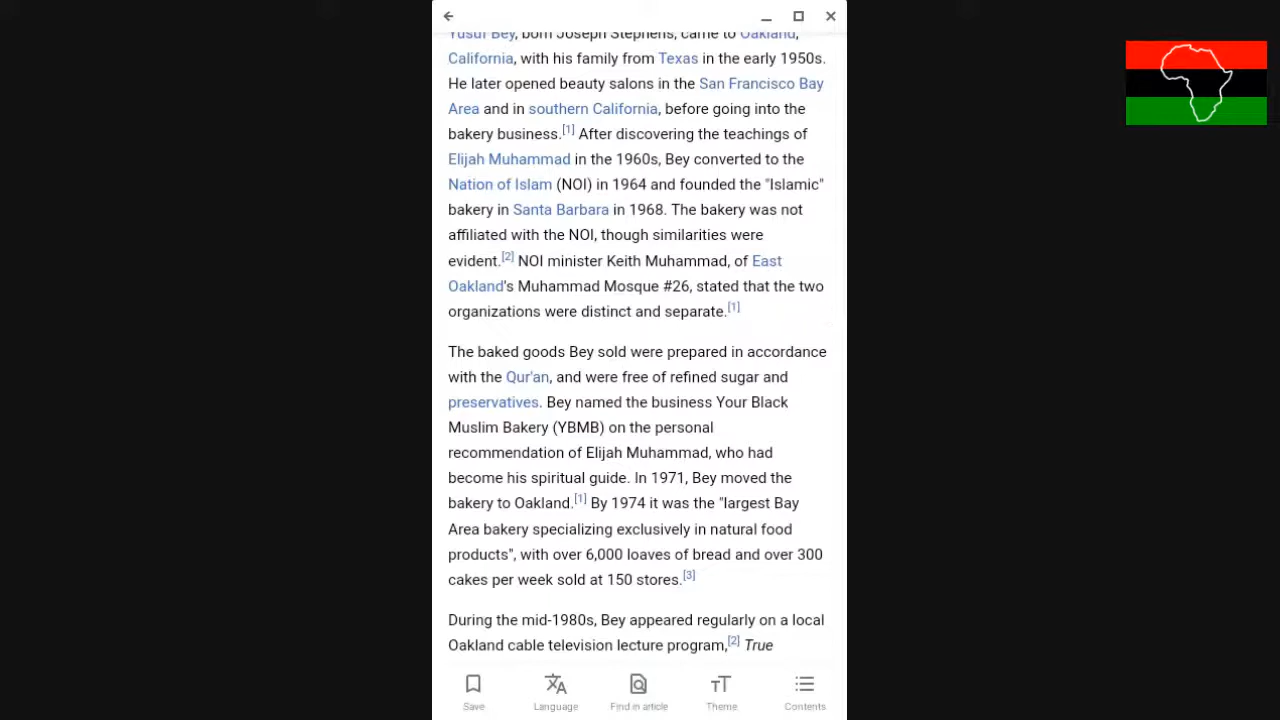 Yusuf Bey, born Joseph Stephens, came to Oakland,
California, with his family from Texas in the early 1950s.
He later opened beauty salons in the San Francisco Bay
Area and in southern California, before going into the
bakery business.[1] After discovering the teachings of
Elijah Muhammad in the 1960s, Bey converted to the
Nation of Islam (NOI) in 1964 and founded the "Islamic"
bakery in Santa Barbara in 1968. The bakery was not
affiliated with the NOI, though similarities were
evident.[2] NOI minister Keith Muhammad, of East
Oakland's Muhammad Mosque #26, stated that the two
organizations were distinct and separate.[1]
The baked goods Bey sold were prepared in accordance
with the Qur'an, and were free of refined sugar and
preservatives. Bey named the business Your Black
Muslim Bakery (YBMB) on the personal
recommendation of Elijah Muhammad, who had
become his spiritual guide. In 1971, Bey moved the
bakery to Oakland.[1] By 1974 it was the "largest Bay
Area bakery specializing exclusively in natural food
products", with over 6,000 loaves of bread and over 300
cakes per week sold at 150 stores.[3]
During the mid-1980s, Bey appeared regularly on a local
Oakland cable television lecture program,[2] True
Save Language Find in article Theme Contents